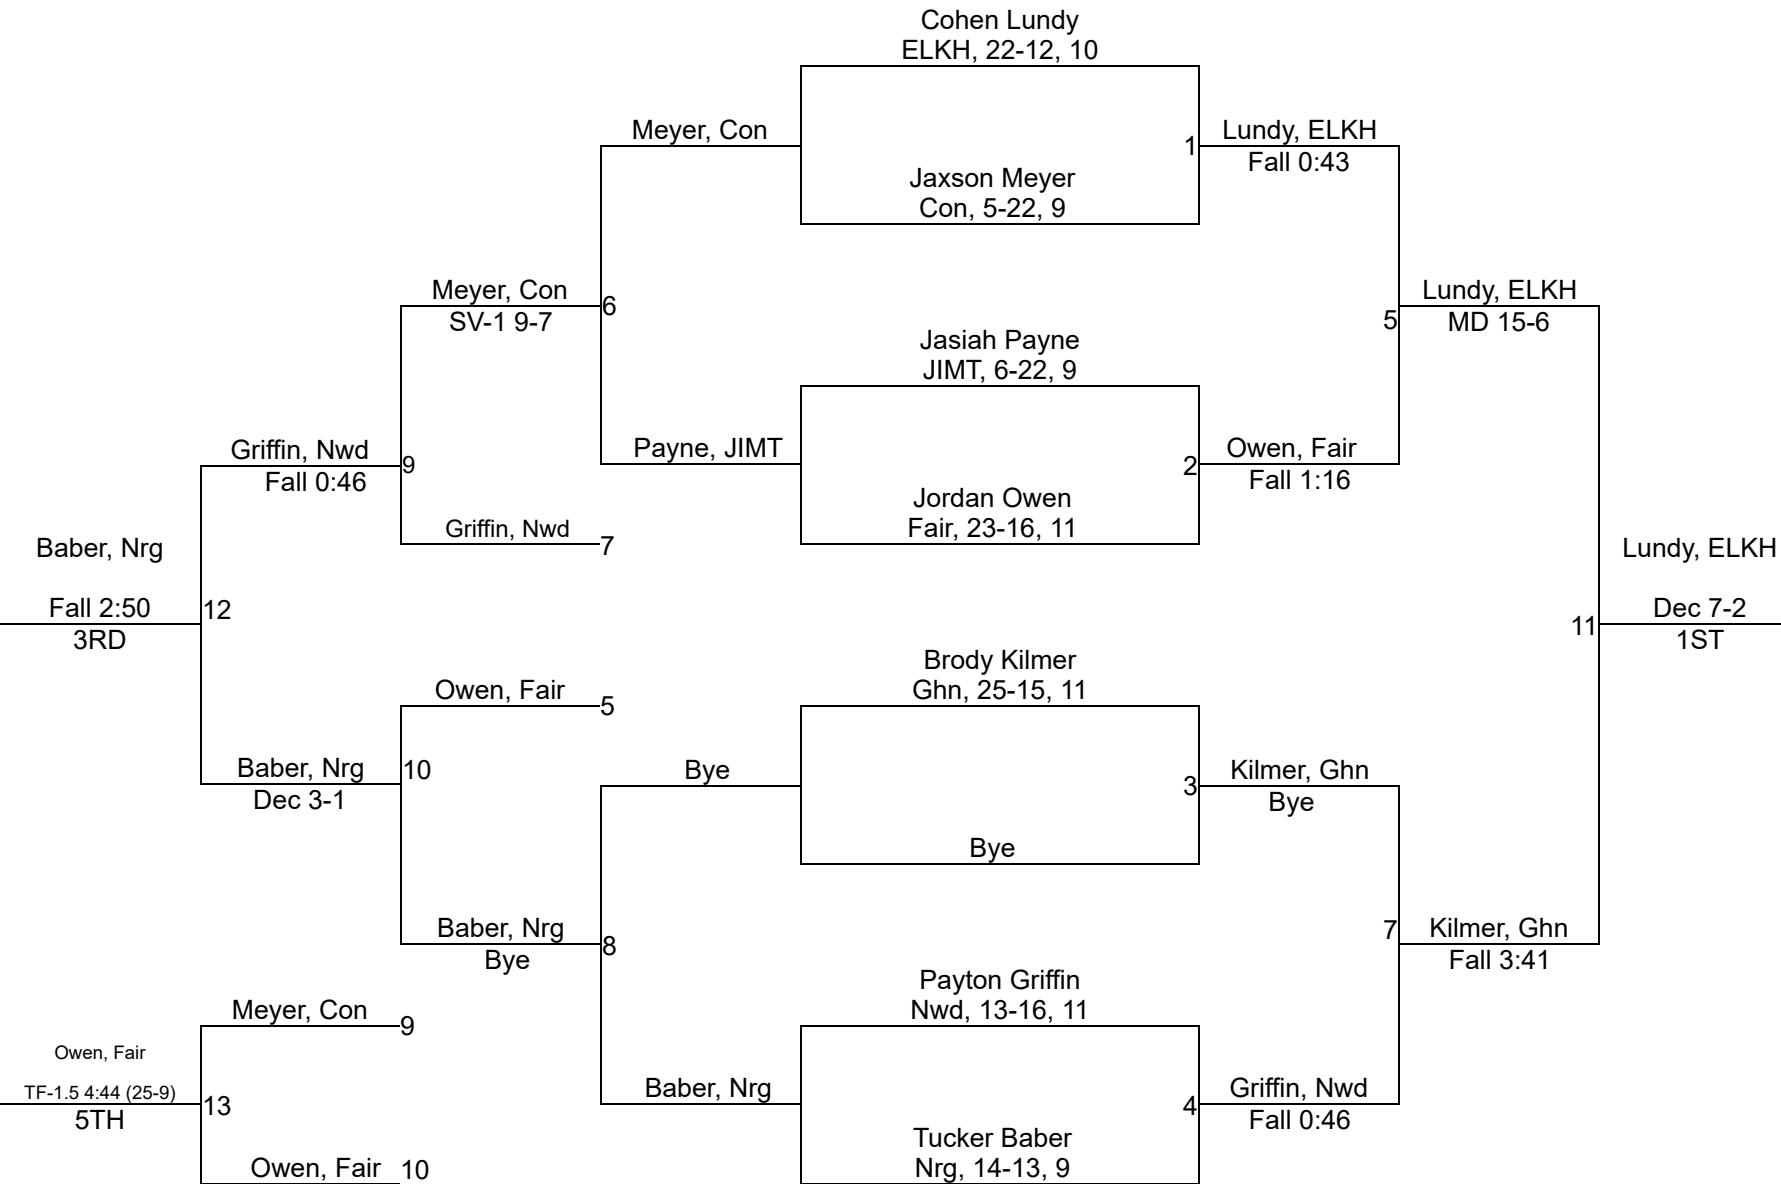 Cohen Lundy
ELKH, 22-12, 10
Meyer, Con
1
Lundy, ELKH
Fall 0:43
Jaxson Meyer
Con, 5-22, 9
Meyer, Con
SV-1 9-7
6
Lundy, ELKH
MD 15-6
5
Jasiah Payne
JIMT, 6-22, 9
Griffin, Nwd
Fall 0:46
9
Payne, JIMT
2
Owen, Fair
Fall 1:16
Jordan Owen
Fair, 23-16, 11
Griffin, Nwd
7
Baber, Nrg
Fall 2:50
3RD
12
Lundy, ELKH
Dec 7-2
1ST
11
Brody Kilmer
Ghn, 25-15, 11
Owen, Fair
5
Baber, Nrg
Dec 3-1
10
Bye
3
Kilmer, Ghn
Bye
Bye
Baber, Nrg
Bye
8
7
Kilmer, Ghn
Fall 3:41
Payton Griffin
Nwd, 13-16, 11
Meyer, Con
9
Owen, Fair
TF-1.5 4:44 (25-9)
5TH
13
Baber, Nrg
4
Griffin, Nwd
Fall 0:46
Tucker Baber
Nrg, 14-13, 9
Owen, Fair
10